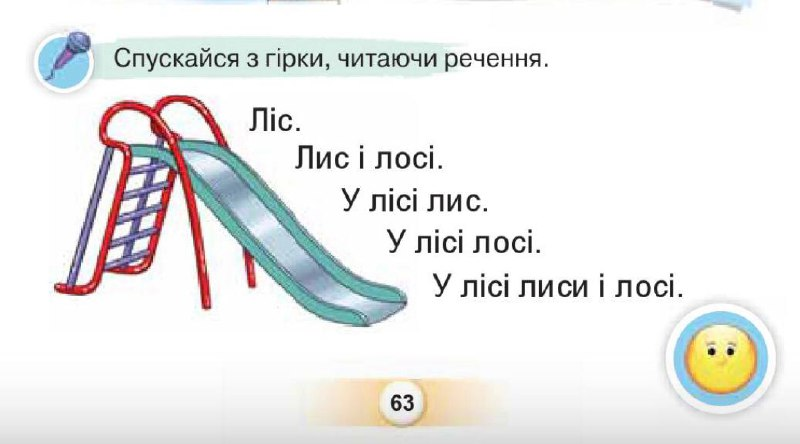 Спускайся з гірки, читаючи речення.
Ліс.
Лис і лосі.
У лісі лис.
У лісі лосі.
У лісі лиси і лосі.
63